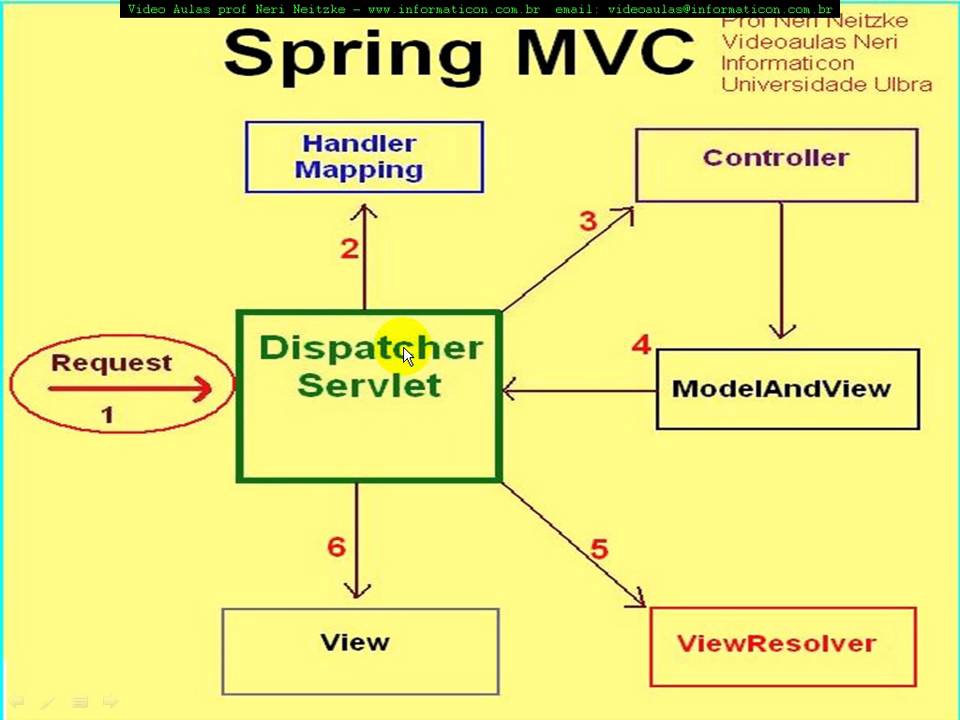 Video Aulas prof Neri Neitzke – www.informaticon.com.br email: videoaulas@informaticon.com.br
Spring MVC
Prof Neri Neitzke
Videoaulas Neri
Informaticon
Universidade Ulbra
Handler
Mapping
Controller
2
3
Request
1
Dispatcher
Servlet
4
ModelAndView
6
5
View
ViewResolver